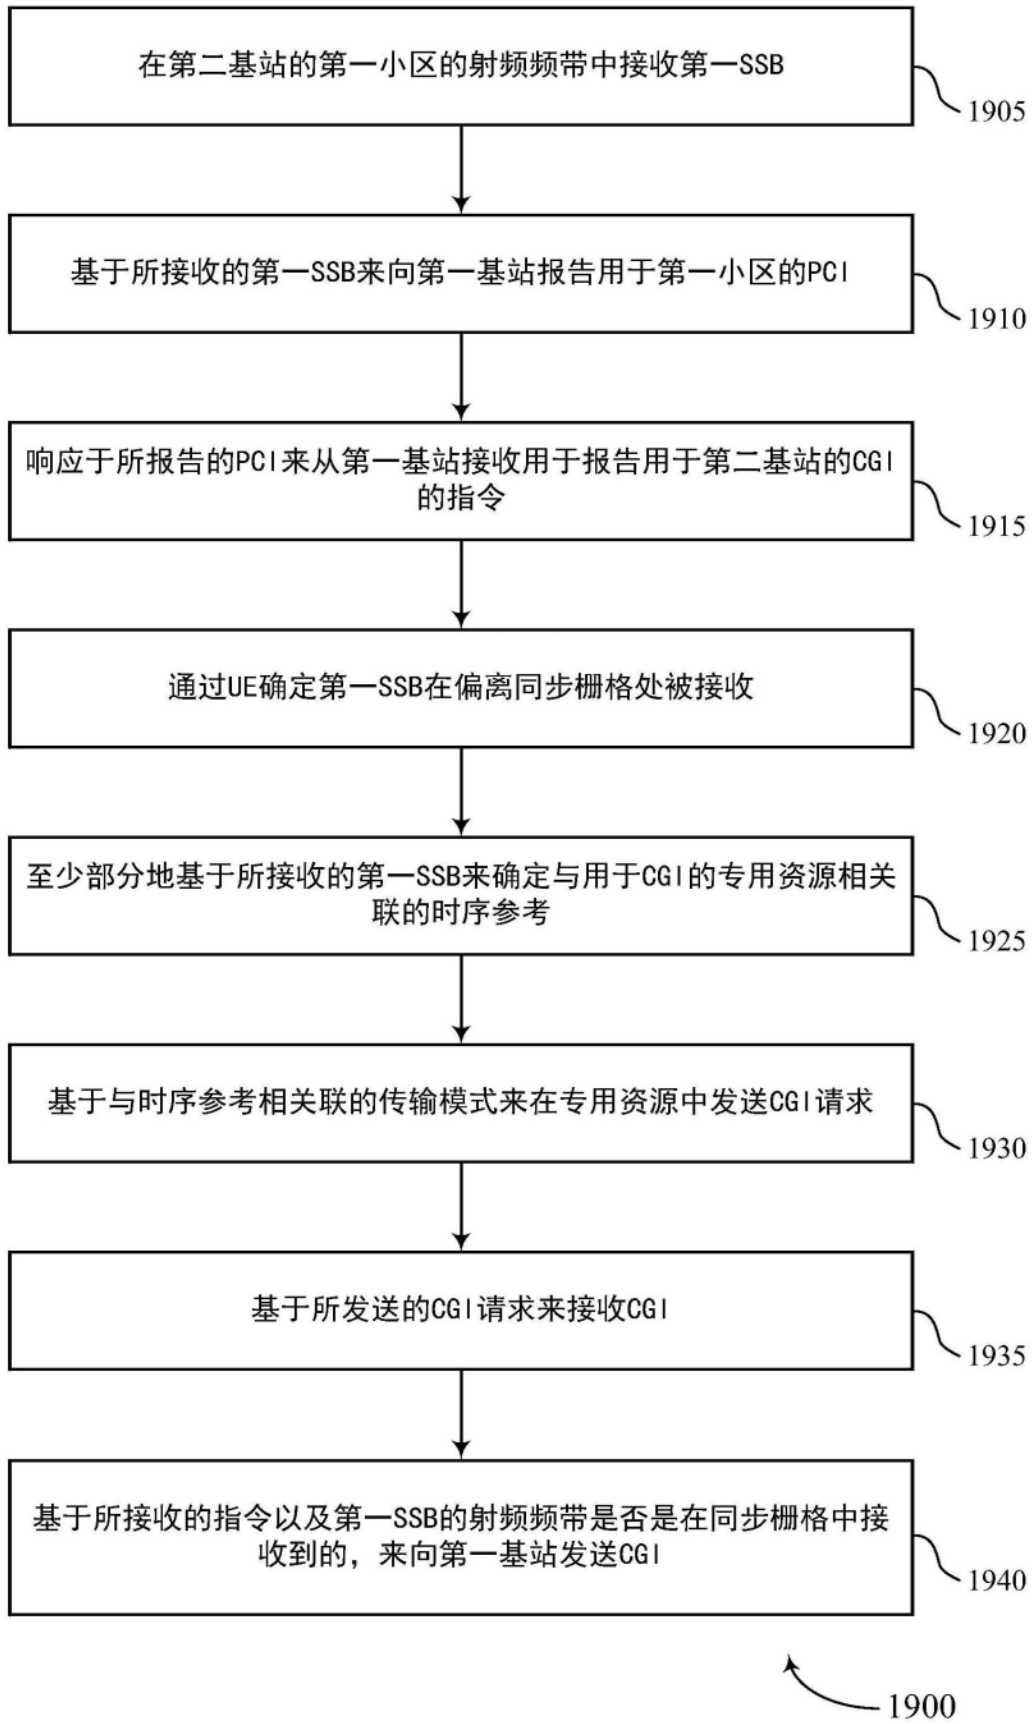 在第二基站的第一小区的射频频带中接收第一SSB
1905
基于所接收的第一SSB来向第一基站报告用于第一小区的PCI
1910
响应于所报告的PCI来从第一基站接收用于报告用于第二基站的CGI
的指令
1915
通过UE确定第一SSB在偏离同步栅格处被接收
1920
至少部分地基于所接收的第一SSB来确定与用于CGI的专用资源相关
联的时序参考
1925
基于与时序参考相关联的传输模式来在专用资源中发送CGI请求
1930
基于所发送的CGI请求来接收CGI
1935
基于所接收的指令以及第一SSB的射频频带是否是在同步栅格中接
收到的，来向第一基站发送CGI
1940
1900